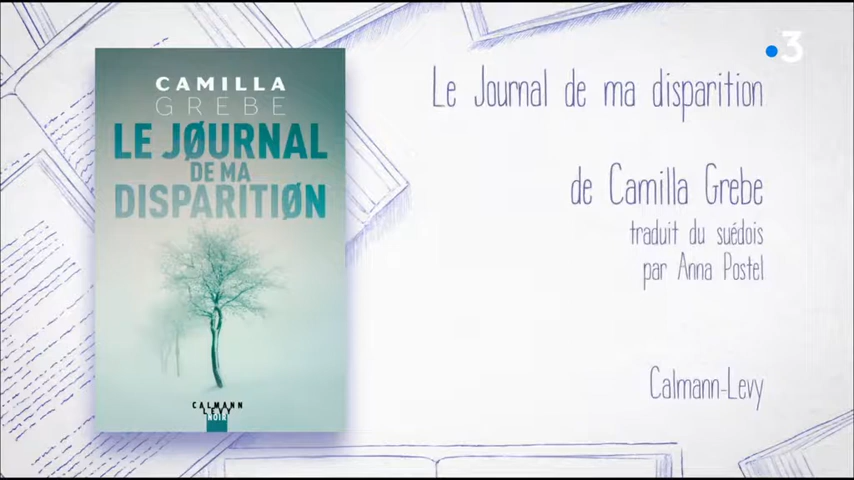 CAMILLA
GREBE
LE JØURNAL
DE MA
DISPARITIØN
CALMANN
LEVY
NOIR
3
Le Journal de ma disparition
de Camilla Grebe
traduit du suédois
par Anna Postel
Calmann-Levy